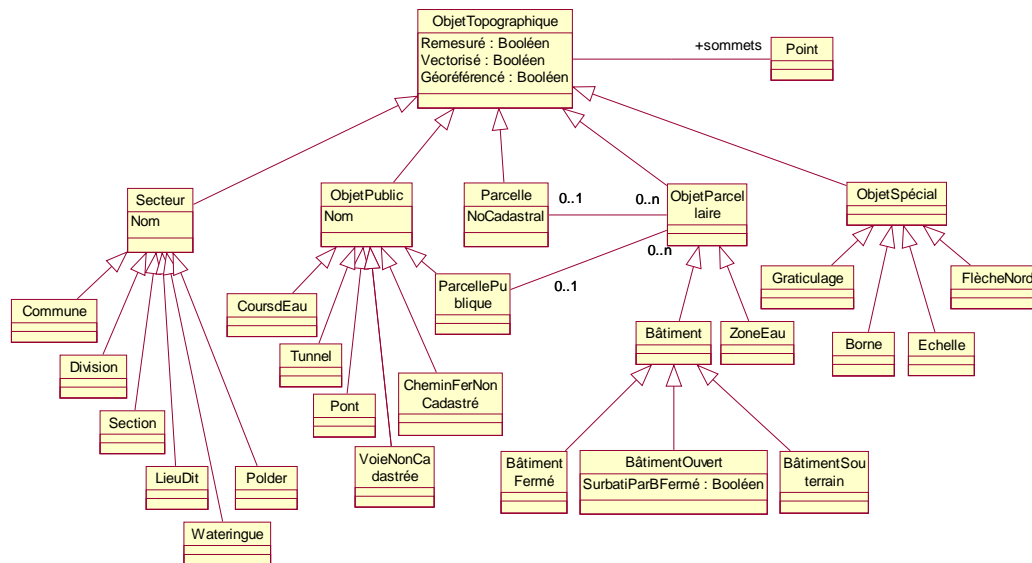 ObjetTopographique
Remesuré : Booléen
Vectorisé : Booléen
Géoréférencé : Booléen
+sommets
Point
Secteur
Nom
ObjetPublic
Nom
Parcelle
NoCadastral
0..1
0..n
ObjetParcel
laire
ObjetSpécial
0..n
0..1
Commune
Division
Section
LieuDit
Wateringue
Polder
CoursdEau
Tunnel
Pont
VoieNonCa
dastrée
CheminFerNon
Cadastré
ParcellePu
blique
Bâtiment
ZoneEau
Graticulage
Borne
Echelle
FlècheNord
Bâtiment
Fermé
BâtimentOuvert
SurbatiParBFermé : Booléen
BâtimentSou
terrain